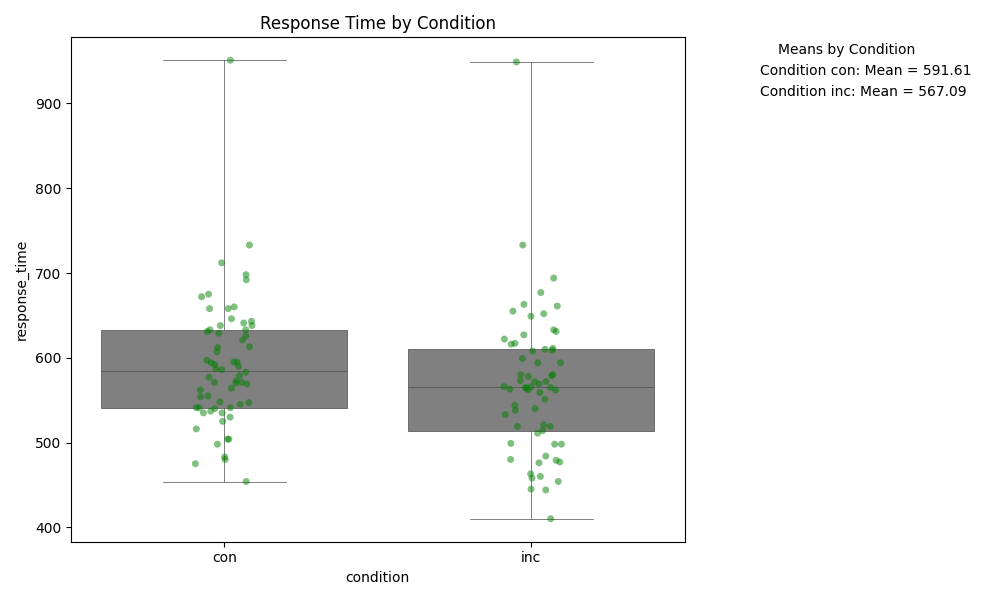 Response Time by Condition
Means by Condition
Condition con: Mean = 591.61
Condition inc: Mean = 567.09
response_time
900
800
700
600
500
400
con
inc
condition